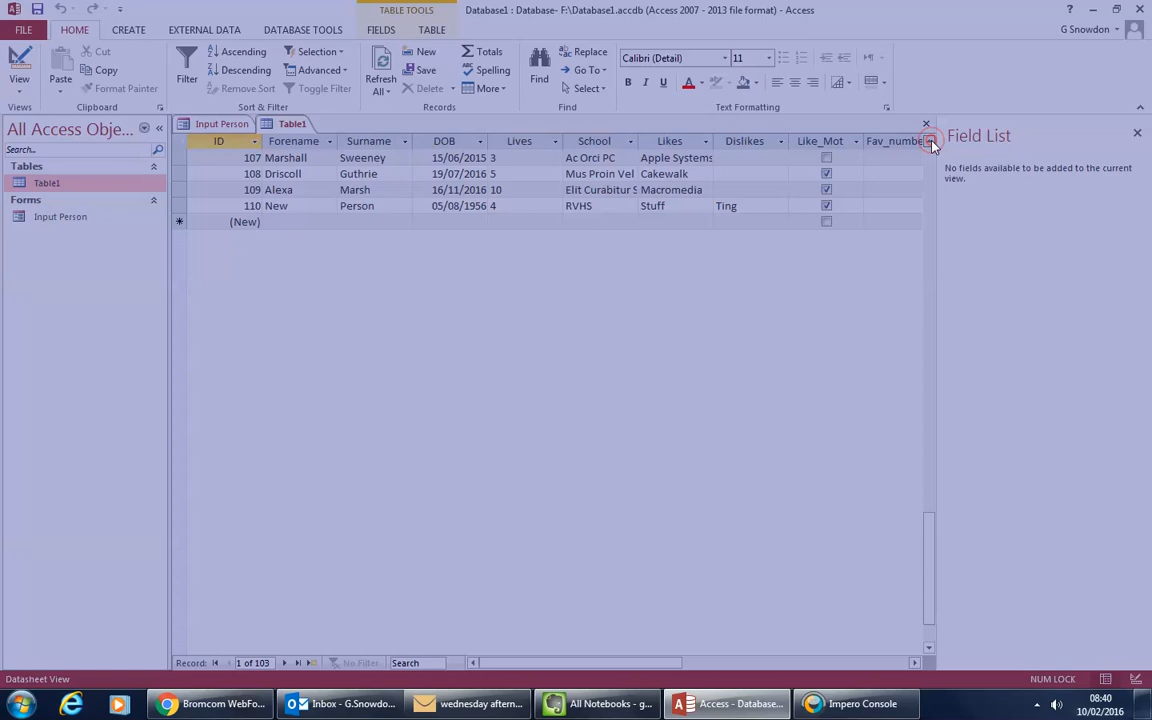 TABLE TOOLS
Database1 : Database- F:\Database1.accdb (Access 2007 - 2013 file format) - Access
FILE HOME CREATE EXTERNAL DATA DATABASE TOOLS FIELDS TABLE
G Snowdon
View
Paste
Cut
Copy
Format Painter
Filter
Ascending
Descending
Remove Sort
Selection
Advanced
Toggle Filter
Refresh All
New
Save
Delete
Totals
Spelling
More
Find
Replace
Go To
Select
Calibri (Detail) 11
B I U A
Views Clipboard Sort & Filter Records Find Text Formatting
All Access Obje...
Search...
Tables
Table1
Forms
Input Person
Input Person Table1
ID Forename Surname DOB Lives School Likes Dislikes Like_Mot Fav_numbe
107 Marshall Sweeney 15/06/2015 3 Ac Orci PC Apple Systems
108 Driscoll Guthrie 19/07/2016 5 Mus Proin Vel Cakewalk
109 Alexa Marsh 16/11/2016 10 Elit Curabitur S Macromedia
110 New Person 05/08/1956 4 RVHS Stuff Ting
* (New)
Field List
No fields available to be added to the current view.
Record: 1 of 103 No Filter Search
Datasheet View NUM LOCK
Bromcom WebFo... Inbox - G.Snowdo... wednesday aftern... All Notebooks - g... Access - Database... Impero Console
08:40
10/02/2016